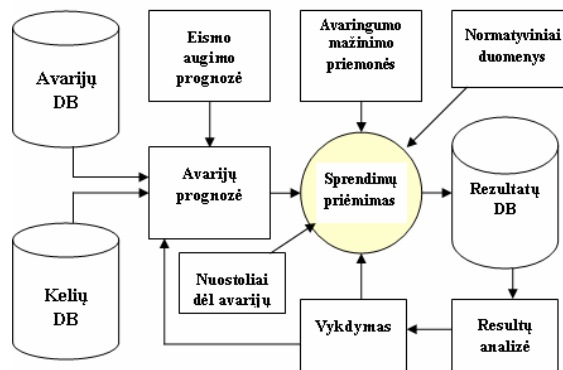 Avarijų
DB
Eismo
augimo
prognozė
Avaringumo
mažinimo
priemonės
Normatyviniai
duomenys
Avarijų
prognozė
Sprendimų
priėmimas
Rezultatų
DB
Kelių
DB
Nuostoliai
dėl avarijų
Vykdymas
Resultų
analizė